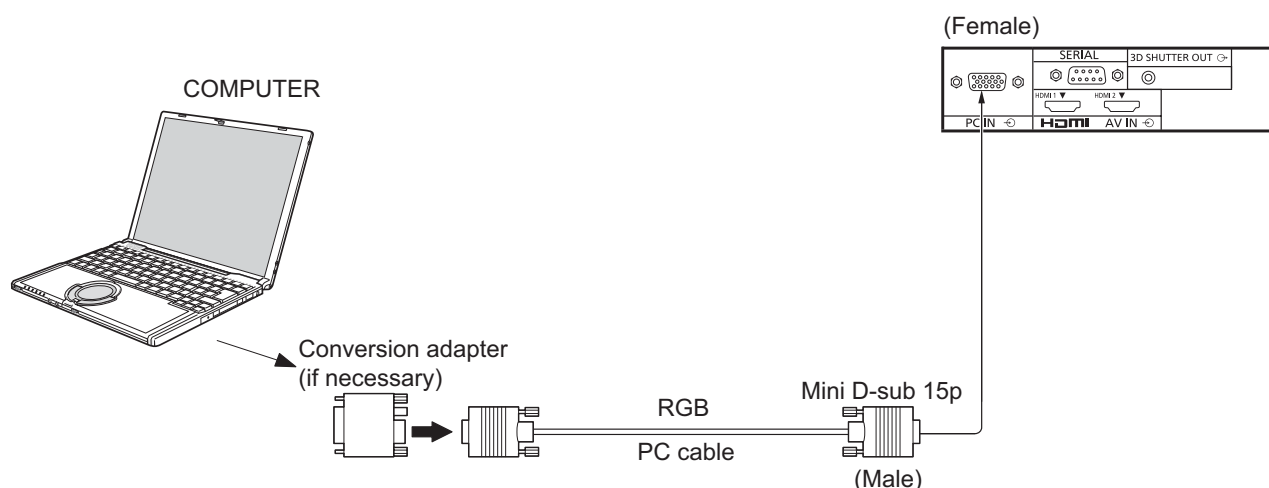 (Female)
SERIAL
3D SHUTTER OUT
HDMI 1
HDMI 2
PC IN
HDMI
AV IN
COMPUTER
Conversion adapter
(if necessary)
RGB
PC cable
Mini D-sub 15p
(Male)